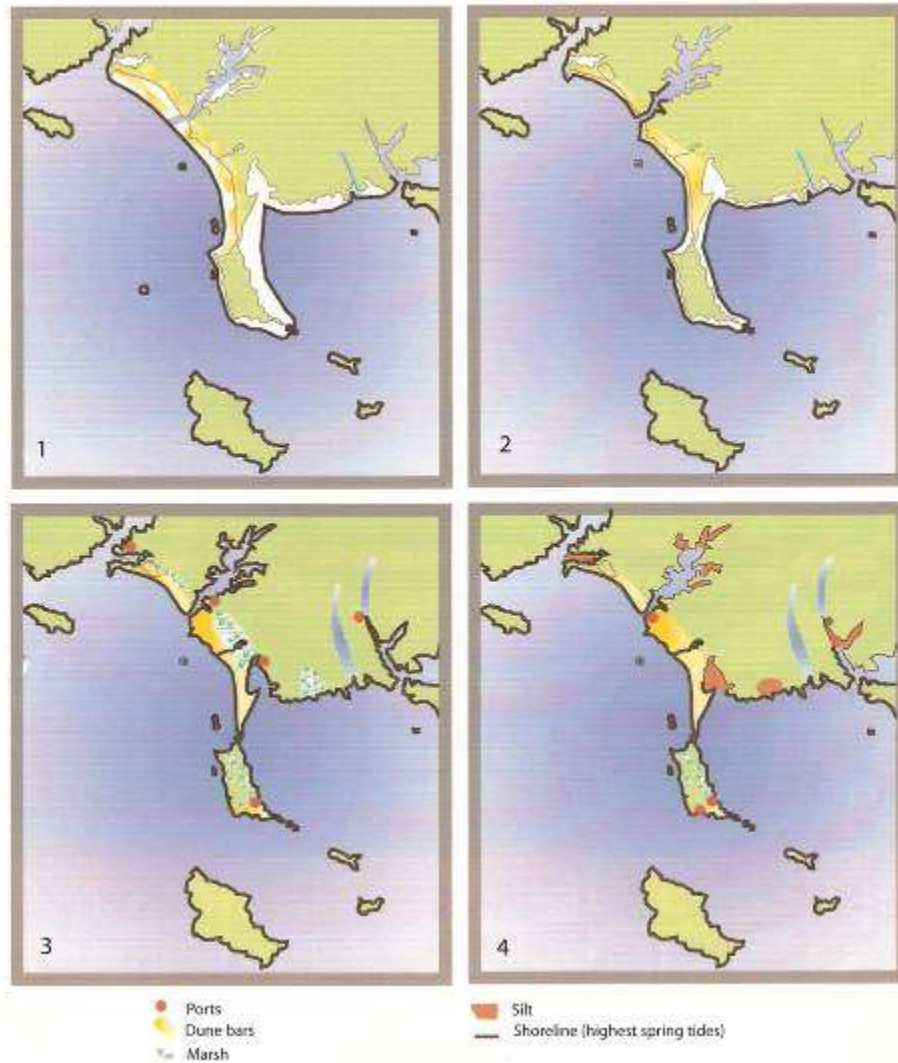 1
2
3
4
Ports
Dune bars
Marsh
Silt
Shoreline (highest spring tides)